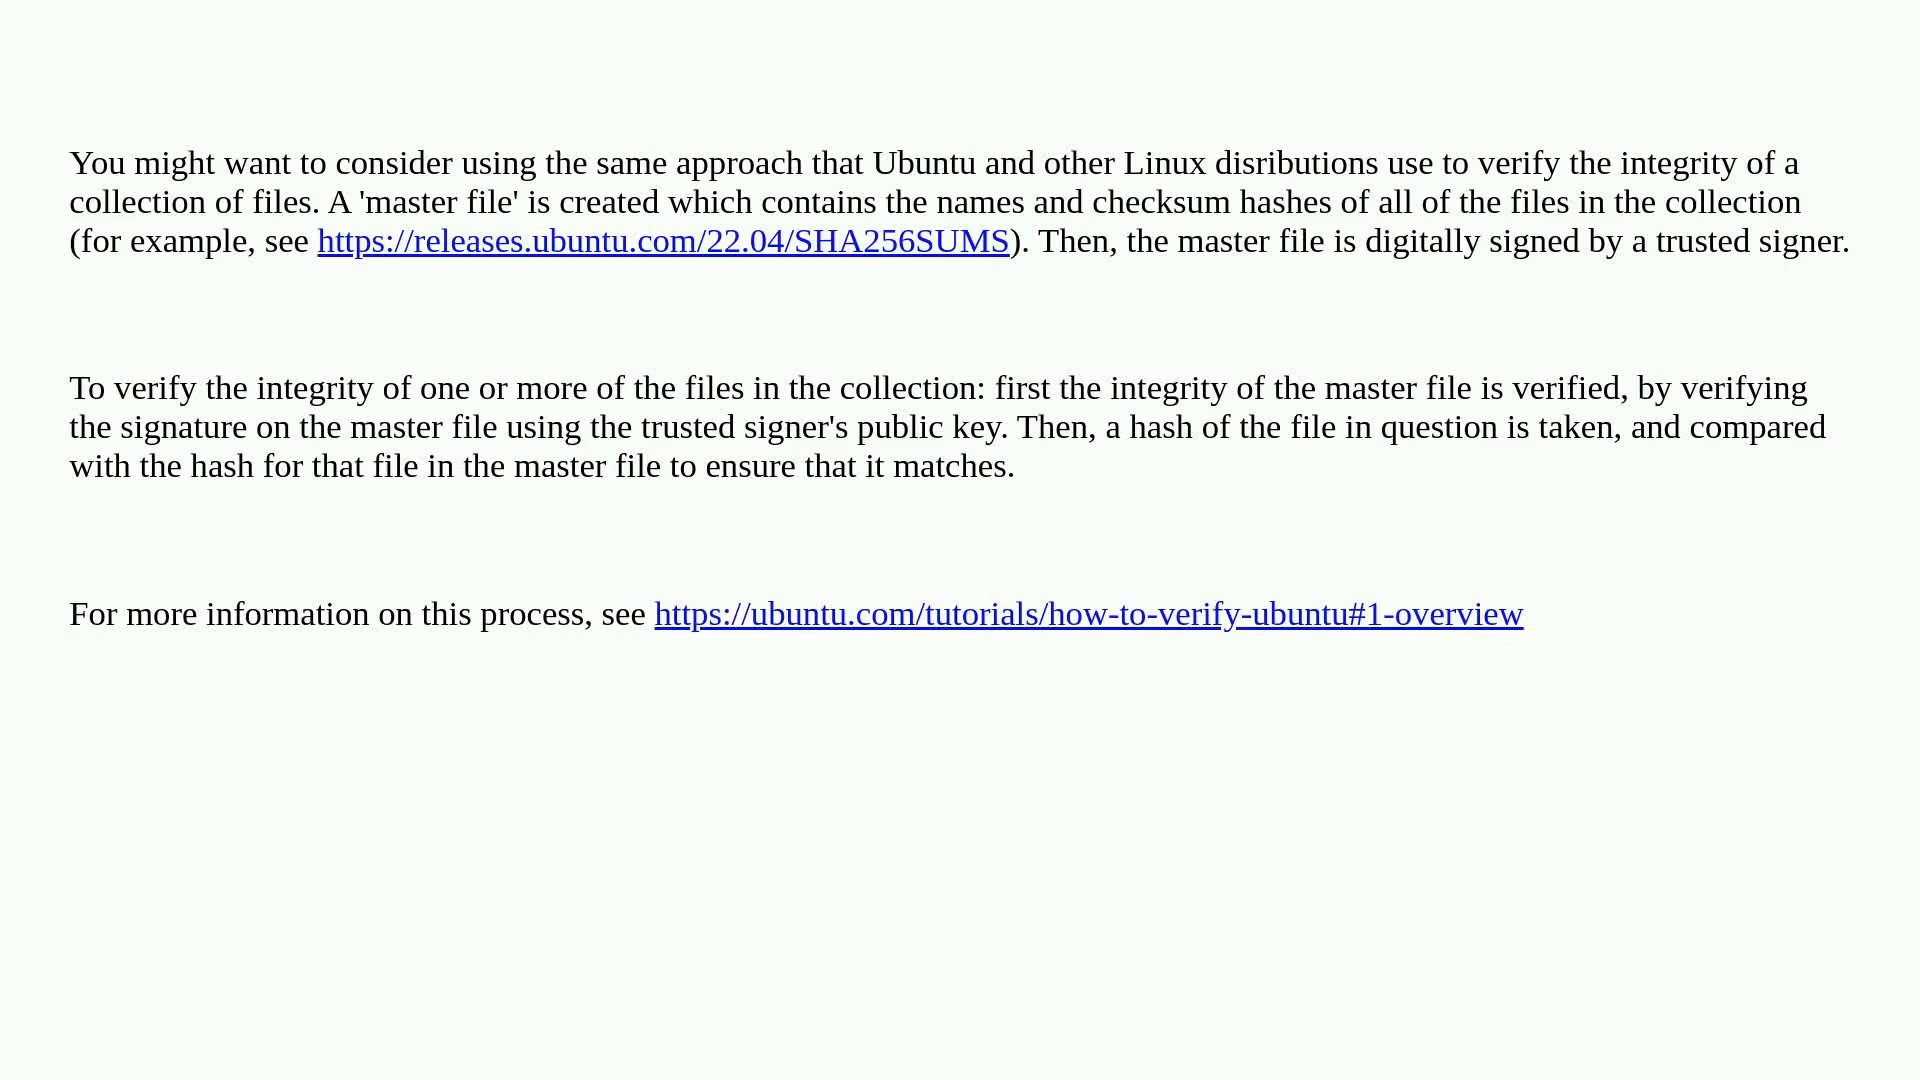 You might want to consider using the same approach that Ubuntu and other Linux disributions use to verify the integrity of a
collection of files. A 'master file' is created which contains the names and checksum hashes of all of the files in the collection
(for example, see https://releases.ubuntu.com/22.04/SHA256SUMS). Then, the master file is digitally signed by a trusted signer.
To verify the integrity of one or more of the files in the collection: first the integrity of the master file is verified, by verifying
the signature on the master file using the trusted signer's public key. Then, a hash of the file in question is taken, and compared
with the hash for that file in the master file to ensure that it matches.
For more information on this process, see https://ubuntu.com/tutorials/how-to-verify-ubuntu#1-overview